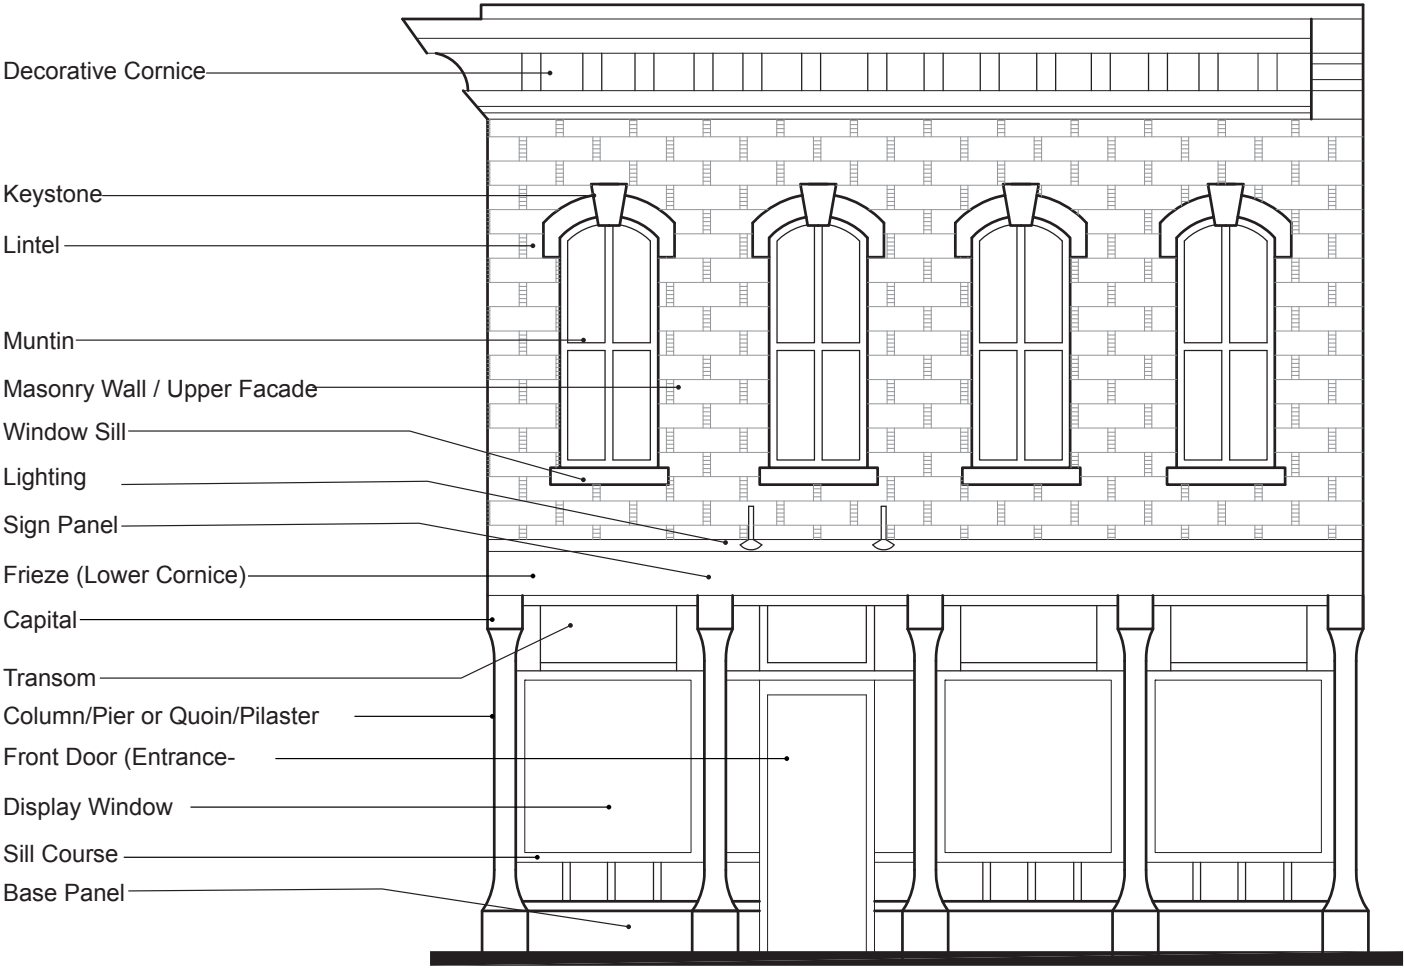 Decorative Cornice
Keystone
Lintel
Muntin
Masonry Wall / Upper Facade
Window Sill
Lighting
Sign Panel
Frieze (Lower Cornice)
Capital
Transom
Column/Pier or Quoin/Pilaster
Front Door (Entrance-
Display Window
Sill Course
Base Panel